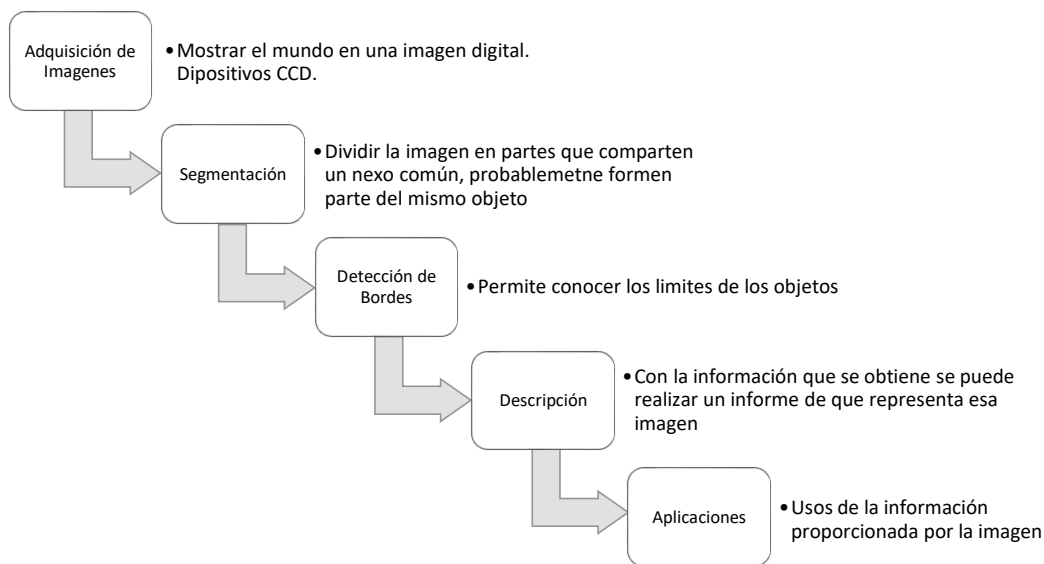 Adquisición de
Imagenes
•Mostrar el mundo en una imagen digital.
Dipositivos CCD.
Segmentación
•Dividir la imagen en partes que comparten
un nexo común, probablemetne formen
parte del mismo objeto
Detección de
Bordes
•Permite conocer los limites de los objetos
Descripción
•Con la información que se obtiene se puede
realizar un informe de que representa esa
imagen
Aplicaciones
•Usos de la información
proporcionada por la imagen